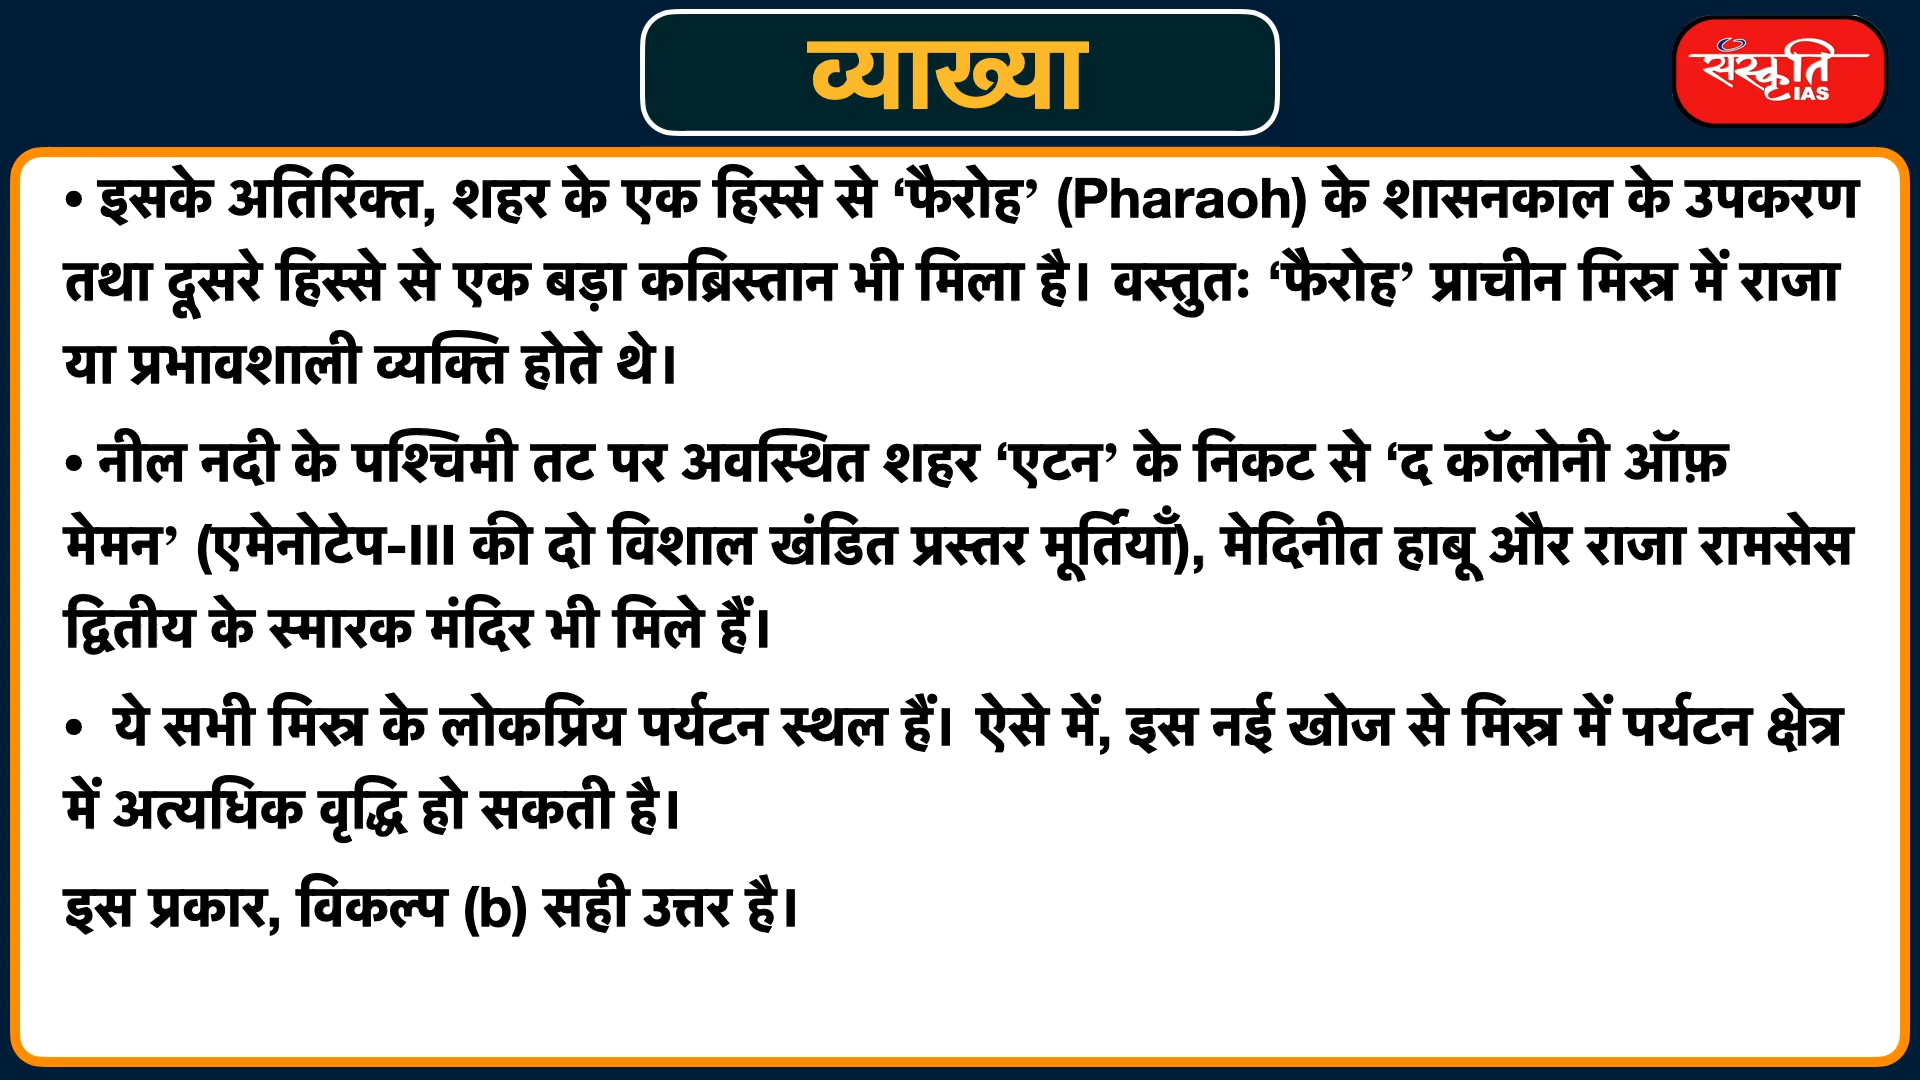 व्याख्या
संस्कृति
IAS
• इसके अतिरिक्त, शहर के एक हिस्से से ‘फैरोह’ (Pharaoh) के शासनकाल के उपकरण
तथा दूसरे हिस्से से एक बड़ा कब्रिस्तान भी मिला है। वस्तुतः ‘फैरोह’ प्राचीन मिस्र में राजा
या प्रभावशाली व्यक्ति होते थे।
• नील नदी के पश्चिमी तट पर अवस्थित शहर ‘एटन’ के निकट से ‘द कॉलोनी ऑफ़
मेमन’ (एमेनोटेप-III की दो विशाल खंडित प्रस्तर मूर्तियाँ), मेदिनीत हाबू और राजा रामसेस
द्वितीय के स्मारक मंदिर भी मिले हैं।
• ये सभी मिस्र के लोकप्रिय पर्यटन स्थल हैं। ऐसे में, इस नई खोज से मिस्र में पर्यटन क्षेत्र
में अत्यधिक वृद्धि हो सकती है।
इस प्रकार, विकल्प (b) सही उत्तर है।